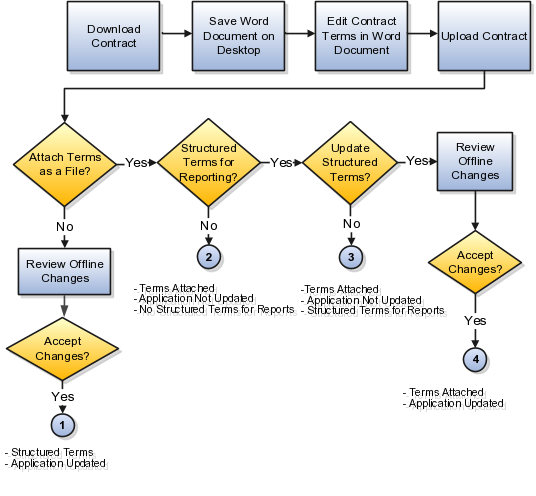 Download
Contract
Save Word
Document on
Desktop
Edit Contract
Terms in Word
Document
Upload Contract
Attach Terms
as a File?
Yes
Structured
Terms for
Reporting?
Yes
Update
Structured
Terms?
Yes
Review
Offline
Changes
No
No
No
2
3
Review Offline
Changes
Accept
Changes?
- Terms Attached
- Application Not Updated
- No Structured Terms for Reports
-Terms Attached
- Application Not Updated
- Structured Terms for Reports
Yes
Accept
Changes?
4
Yes
- Terms Attached
- Application Updated
1
- Structured Terms
- Application Updated